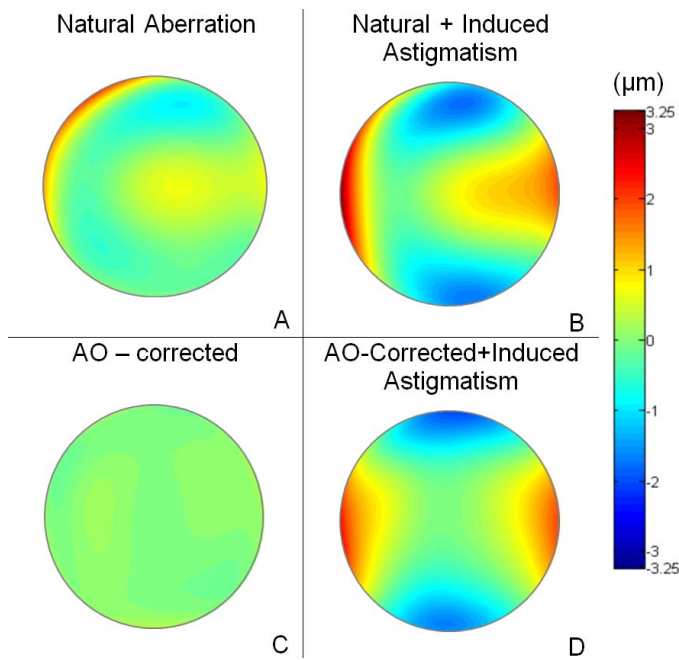 Natural Aberration
Natural + Induced
Astigmatism
(μm)
3.25
3
2
1
0
-1
-2
-3
-3.25
A
B
AO – corrected
AO-Corrected+Induced
Astigmatism
C
D